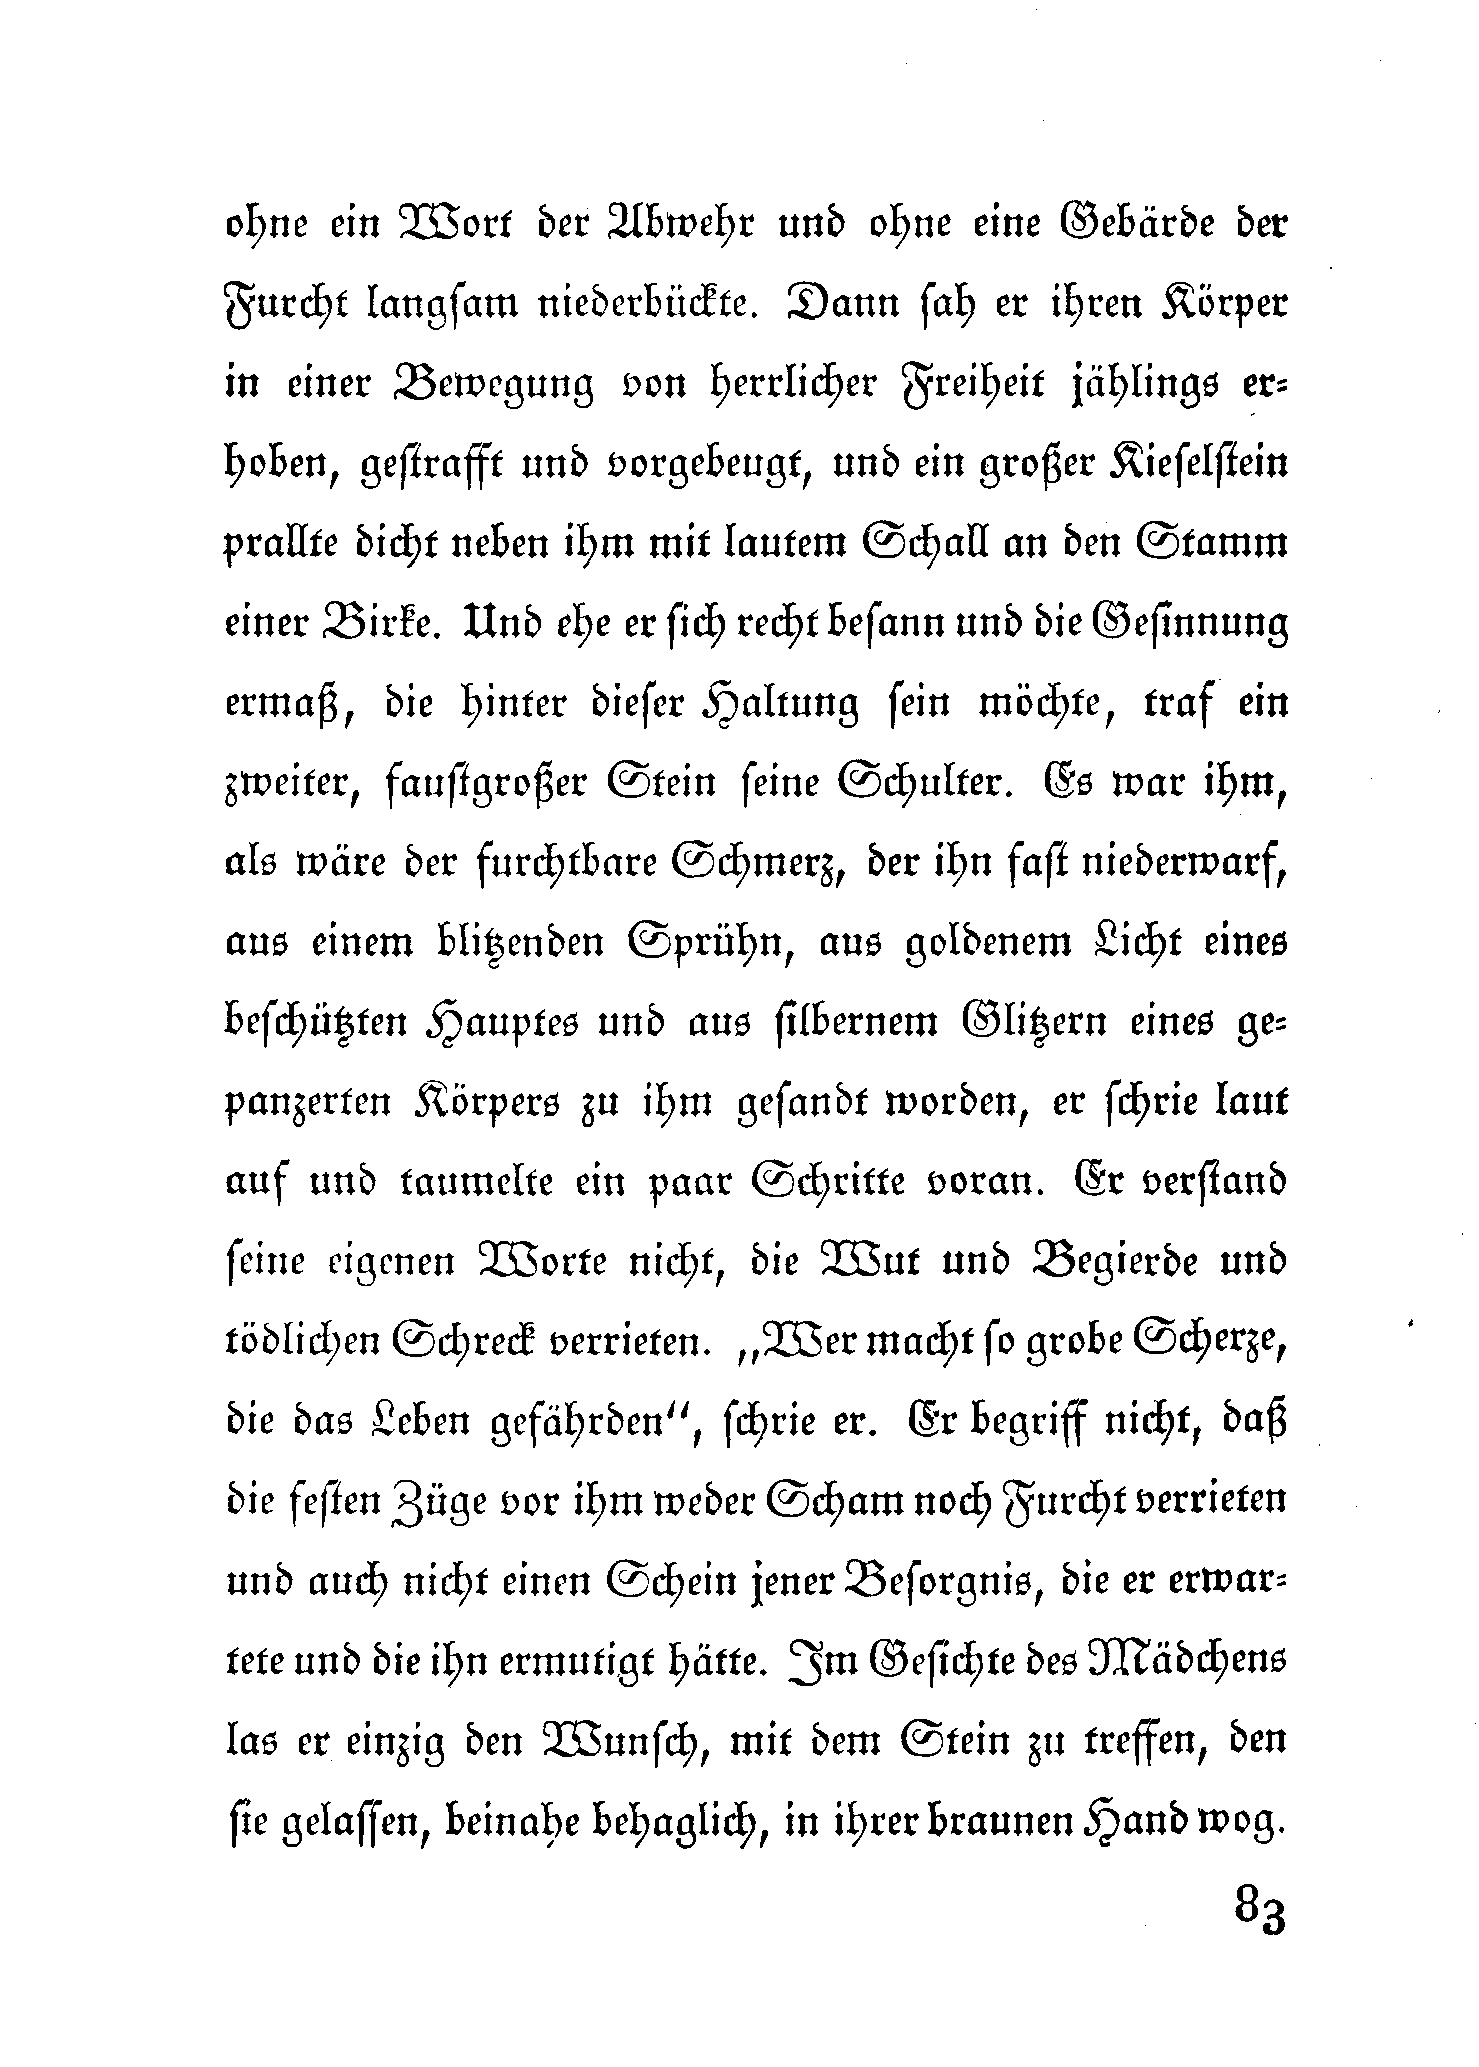 ohne ein Wort der Abwehr und ohne eine Gebärde der
Furcht langsam niederbückte. Dann sah er ihren Körper
in einer Bewegung von herrlicher Freiheit jählings er-
hoben, gestrafft und vorgebeugt, und ein großer Kieselstein
prallte dicht neben ihm mit lautem Schall an den Stamm
einer Birke. Und ehe er sich recht besann und die Gesinnung
ermaß, die hinter dieser Haltung sein möchte, traf ein
zweiter, faustgroßer Stein seine Schulter. Es war ihm,
als wäre der furchtbare Schmerz, der ihn fast niederwarf,
aus einem blitzenden Sprühn, aus goldenem Licht eines
beschützten Hauptes und aus silbernem Glitzern eines ge-
panzerten Körpers zu ihm gesandt worden, er schrie laut
auf und taumelte ein paar Schritte voran. Er verstand
seine eigenen Worte nicht, die Wut und Begierde und
tödlichen Schreck verrieten. „Wer macht so grobe Scherze,
die das Leben gefährden“, schrie er. Er begriff nicht, daß
die festen Züge vor ihm weder Scham noch Furcht verrieten
und auch nicht einen Schein jener Besorgnis, die er erwar-
tete und die ihn ermutigt hätte. Im Gesichte des Mädchens
las er einzig den Wunsch, mit dem Stein zu treffen, den
sie gelassen, beinahe behaglich, in ihrer braunen Hand wog.
83